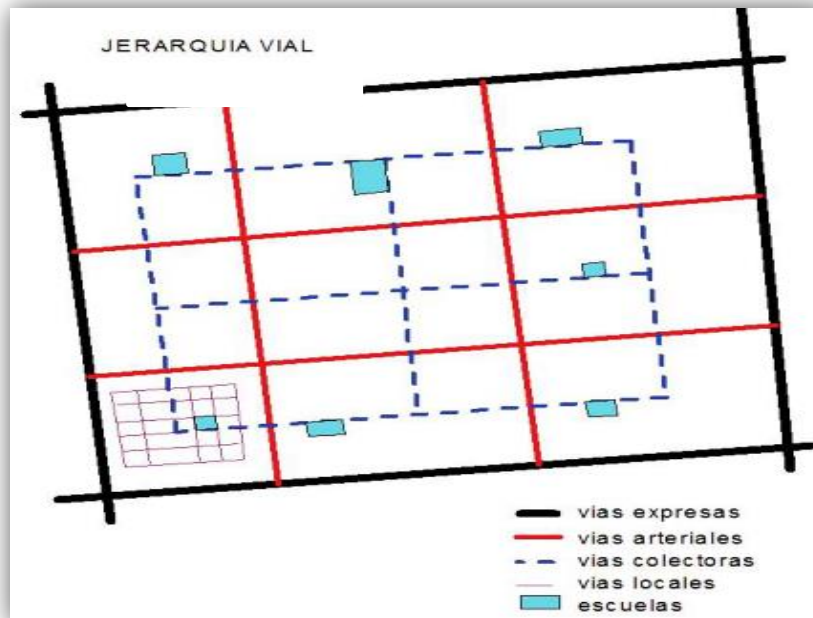 JERARQUIA VIAL
vias expresas
vias arteriales
vias colectoras
vias locales
escuelas